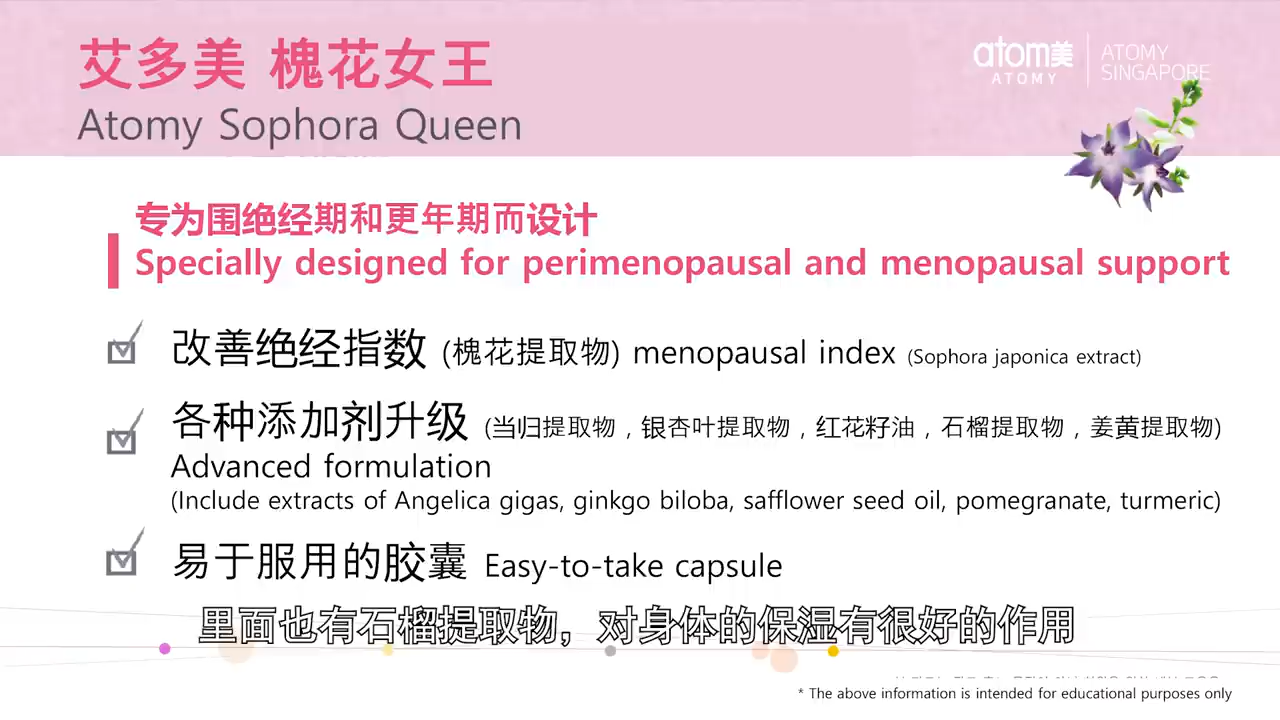 艾多美 槐花女王
Atomy Sophora Queen
atom美
ATOMY
ATOMY
SINGAPORE
专为围绝经期和更年期而设计
Specially designed for perimenopausal and menopausal support
改善绝经指数 (槐花提取物) menopausal index (Sophora japonica extract)
各种添加剂升级 (当归提取物，银杏叶提取物，红花籽油，石榴提取物，姜黄提取物)
Advanced formulation
(Include extracts of Angelica gigas, ginkgo biloba, safflower seed oil, pomegranate, turmeric)
易于服用的胶囊 Easy-to-take capsule
里面也有石榴提取物，对身体的保湿有很好的作用
* The above information is intended for educational purposes only